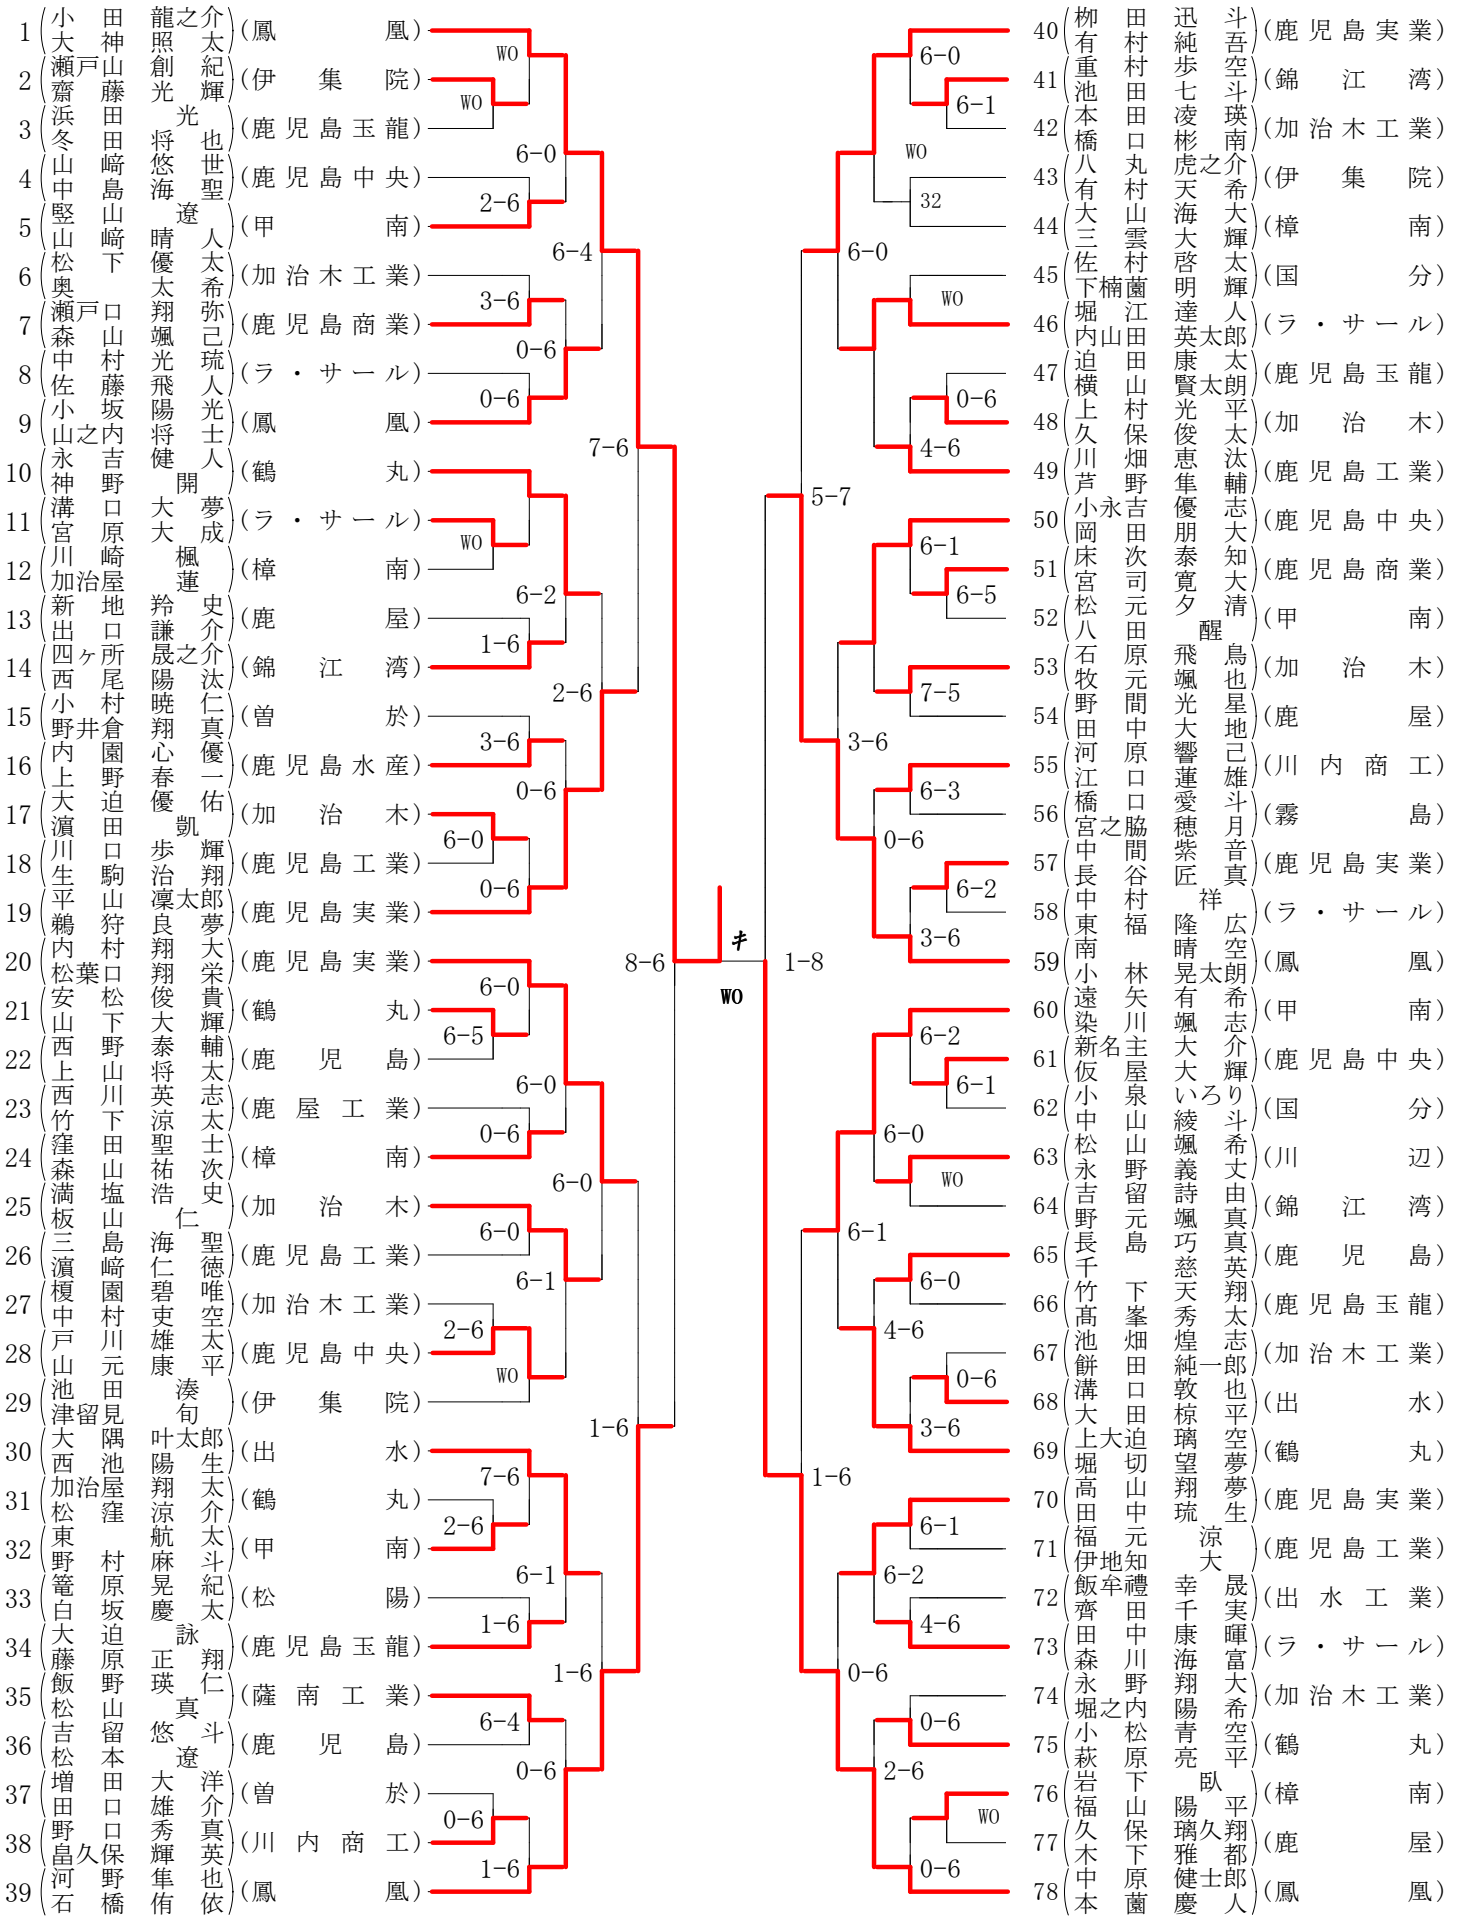 1 小田龍之介 大神照太 (鳳凰)
2 瀬戸山創紀 齋藤光輝 (伊集院)
3 浜田光 冬田将也 (鹿児島玉龍)
4 山﨑悠世 中島海聖 (鹿児島中央)
5 竪山遼 山﨑晴人 (甲南)
6 松下優太 奥太希 (加治木工業)
7 瀬戸口翔弥 森山颯己 (鹿児島商業)
8 中村光琉 佐藤飛人 (ラ・サール)
9 小坂陽光 山之内将士 (鳳凰)
10 永吉健人 神野開 (鶴丸)
11 溝口大夢 宮原大成 (ラ・サール)
12 川崎楓 加治屋蓮 (樟南)
13 新地羚史 出口謙介 (鹿屋)
14 四ヶ所晟之介 西尾陽汰 (錦江湾)
15 小村暁仁 野井倉翔真 (曽於)
16 内園心優 上野春一 (鹿児島水産)
17 大迫優佑 濵田凱 (加治木)
18 川口歩輝 生駒治翔 (鹿児島工業)
19 平山凜太郎 鵜狩良夢 (鹿児島実業)
20 内村翔大 松葉口翔栄 (鹿児島実業)
21 安松俊貴 山下大輝 (鶴丸)
22 西野泰輔 上山将太 (鹿児島)
23 西川英志 竹下涼太 (鹿屋工業)
24 窪田聖士 森山祐次 (樟南)
25 満塩浩史 板山仁 (加治木)
26 三島海聖 濵﨑仁徳 (鹿児島工業)
27 榎園碧唯 中村吏空 (加治木工業)
28 戸川雄太 山元康平 (鹿児島中央)
29 池田湊 津留見旬 (伊集院)
30 大隅叶太郎 西池陽生 (出水)
31 加治屋翔太 松窪涼介 (鶴丸)
32 東航太 野村麻斗 (甲南)
33 篭原晃紀 白坂慶太 (松陽)
34 大迫詠 藤原正翔 (鹿児島玉龍)
35 飯野瑛仁 松山真 (薩南工業)
36 吉留悠斗 松本遼 (鹿児島)
37 増田大洋 田口雄介 (曽於)
38 野口秀真 畠久保輝英 (川内商工)
39 河野隼也 石橋侑依 (鳳凰)
WO
WO
6-0
2-6
6-4
3-6
0-6
0-6
7-6
WO
6-2
1-6
2-6
3-6
0-6
6-0
0-6
8-6
6-0
6-5
6-0
0-6
6-0
6-0
6-1
2-6
WO
1-6
7-6
2-6
6-1
1-6
1-6
6-4
0-6
0-6
1-6
WO
40 栁田迅斗 有村純吾 (鹿児島実業)
41 重村歩空 池田七斗 (錦江湾)
42 本田凌瑛 橋口彬南 (加治木工業)
43 八丸虎之介 有村天希 (伊集院)
44 大山海大 三雲大輝 (樟南)
45 佐村啓太 下楠薗明輝 (国分)
46 堀江達人 内山田英太郎 (ラ・サール)
47 迫田康太 横山賢太朗 (鹿児島玉龍)
48 上村光平 久保俊太 (加治木)
49 川畑恵汰 芦野隼輔 (鹿児島工業)
50 小永吉優志 岡田朋大 (鹿児島中央)
51 床次泰知 宮司寛大 (鹿児島商業)
52 松元夕清 八田醒 (甲南)
53 石原飛鳥 牧元颯也 (加治木)
54 野間光星 田中大地 (鹿屋)
55 河原響己 江口蓮雄 (川内商工)
56 橋口愛斗 宮之脇穂月 (霧島)
57 中間紫音 長谷匠真 (鹿児島実業)
58 中村祥 東福隆広 (ラ・サール)
59 南晴空 小林晃太朗 (鳳凰)
60 遠矢有希 染川颯志 (甲南)
61 新名主大介 仮屋大輝 (鹿児島中央)
62 小泉いろり 中山綾斗 (国分)
63 松山颯希 永野義丈 (川辺)
64 吉留詩由 野元颯真 (錦江湾)
65 長島巧真 千慈英 (鹿児島)
66 竹下天翔 髙峯秀太 (鹿児島玉龍)
67 池畑煌志 餅田純一郎 (加治木工業)
68 溝口敦也 大田椋平 (出水)
69 上大迫璃空 堀切望夢 (鶴丸)
70 高山翔夢 田中琉生 (鹿児島実業)
71 福元涼 伊地知大 (鹿児島工業)
72 飯牟禮幸晟 齊田千実 (出水工業)
73 田中康暉 森川海富 (ラ・サール)
74 永野翔大 堀之内陽希 (加治木工業)
75 小松青空 萩原亮平 (鶴丸)
76 岩下臥 福山陽平 (樟南)
77 久保璃久翔 木下雅都 (鹿屋)
78 中原健士郎 本薗慶人 (鳳凰)
6-0
6-1
WO
32
6-0
WO
0-6
4-6
5-7
6-1
6-5
7-5
3-6
6-3
0-6
6-2
3-6
1-8
6-2
6-1
6-0
WO
6-1
6-0
4-6
0-6
3-6
1-6
6-1
6-2
4-6
0-6
0-6
2-6
WO
0-6